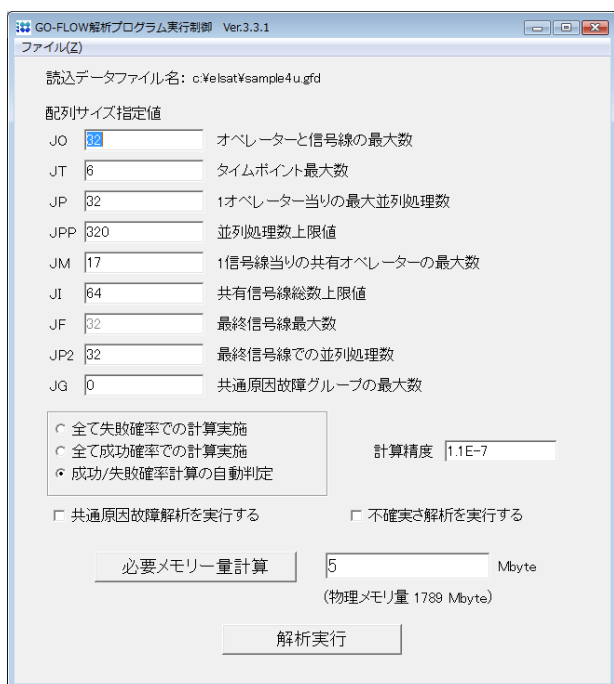 GO-FLOW解析プログラム実行制御 Ver.3.3.1
ファイル(Z)
読込データファイル名: c:¥elsat¥sample4u.gfd
配列サイズ指定値
JO 32 オペレーターと信号線の最大数
JT 6 タイムポイント最大数
JP 32 1オペレーター当りの最大並列処理数
JPP 320 並列処理数上限値
JM 17 1信号線当りの共有オペレーターの最大数
JI 64 共有信号線総数上限値
JF 32 最終信号線最大数
JP2 32 最終信号線での並列処理数
JG 0 共通原因故障グループの最大数
全て失敗確率での計算実施
全て成功確率での計算実施
計算精度 1.1E-7
成功/失敗確率計算の自動判定
共通原因故障解析を実行する 不確実さ解析を実行する
必要メモリー量計算 5 Mbyte
(物理メモリ量 1789 Mbyte)
解析実行